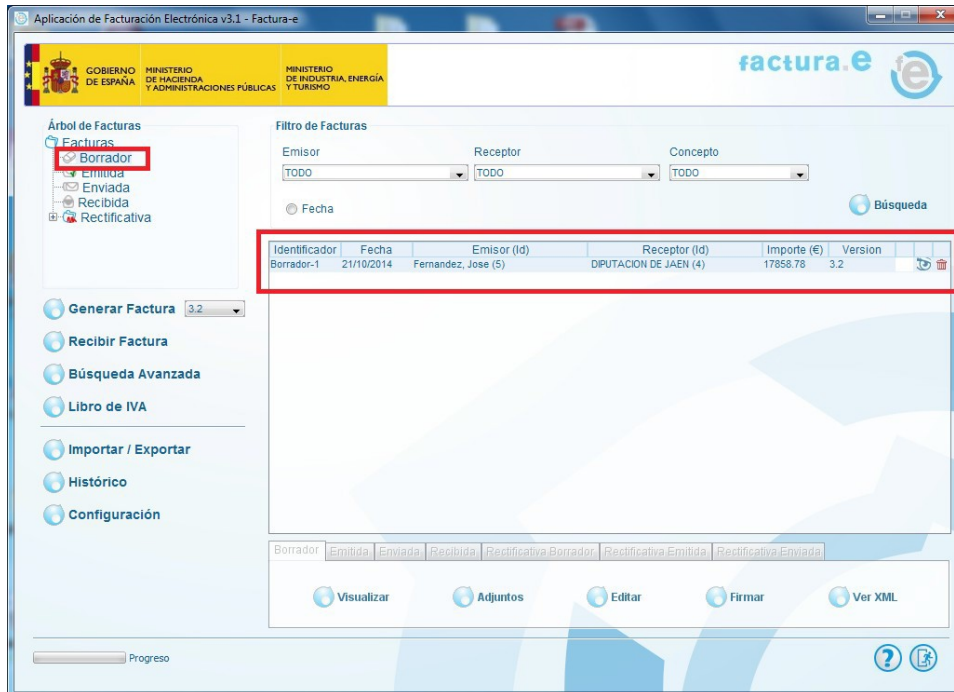 Aplicación de Facturación Electrónica v3.1 - Factura-e
GOBIERNO DE ESPAÑA
MINISTERIO DE HACIENDA Y ADMINISTRACIONES PÚBLICAS
MINISTERIO DE INDUSTRIA, ENERGÍA Y TURISMO
factura.e
Árbol de Facturas
Facturas
Borrador
Emitida
Enviada
Recibida
Rectificativa
Filtro de Facturas
Emisor Receptor Concepto
TODO TODO TODO
Fecha
Búsqueda
Identificador Fecha Emisor (Id) Receptor (Id) Importe (€) Version
Borrador-1 21/10/2014 Fernandez, Jose (5) DIPUTACION DE JAEN (4) 17858.78 3.2
Generar Factura 3.2
Recibir Factura
Búsqueda Avanzada
Libro de IVA
Importar / Exportar
Histórico
Configuración
Borrador Emitida Enviada Recibida Rectificativa Borrador Rectificativa Emitida Rectificativa Enviada
Visualizar Adjuntos Editar Firmar Ver XML
Progreso